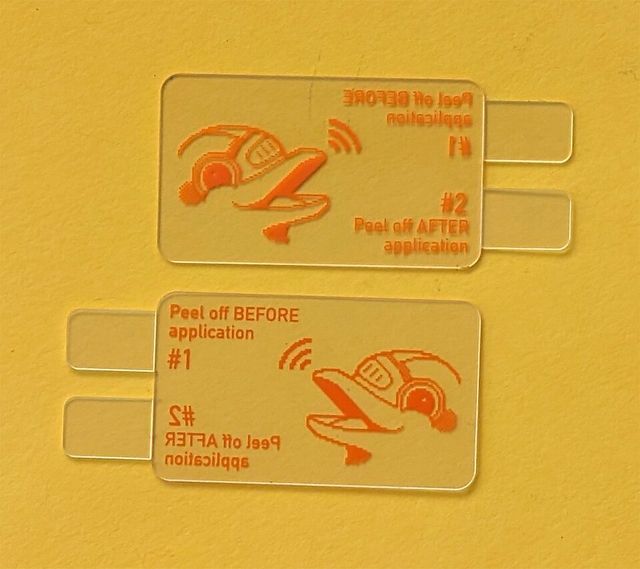 Peel off BEFORE
application
#1
#2
Peel off AFTER
application
Peel off BEFORE
application
#1
#2
Peel off AFTER
application